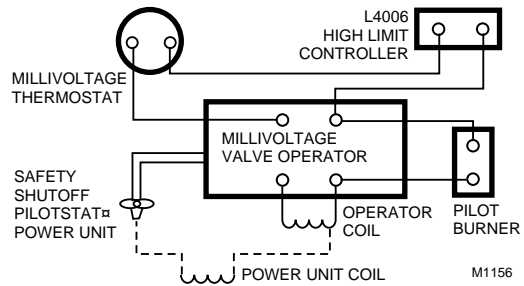 L4006
HIGH LIMIT
CONTROLLER
MILLIVOLTAGE
THERMOSTAT
MILLIVOLTAGE
VALVE OPERATOR
SAFETY
SHUTOFF
PILOTSTAT¤
POWER UNIT
OPERATOR
COIL
PILOT
BURNER
POWER UNIT COIL
M1156